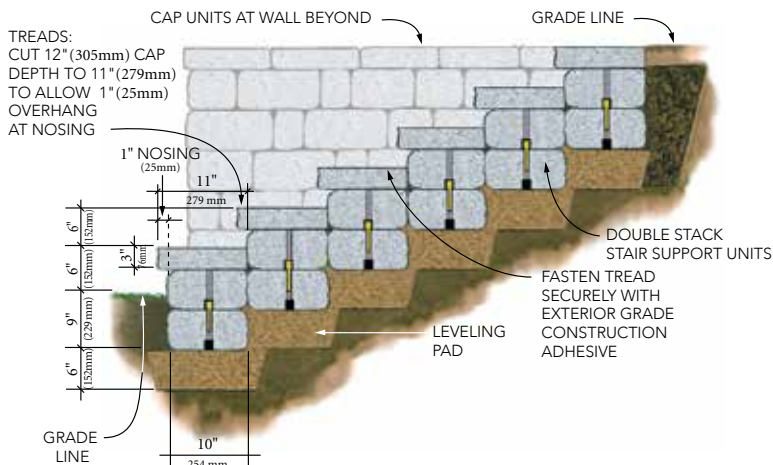 CAP UNITS AT WALL BEYOND
GRADE LINE
TREADS:
CUT 12"(305mm) CAP
DEPTH TO 11"(279mm)
TO ALLOW 1"(25mm)
OVERHANG
AT NOSING
1" NOSING
(25mm)
11"
279 mm
6"
(152mm)
6"
(152mm)
3"
76mm
9"
(229 mm)
6"
(152mm)
DOUBLE STACK
STAIR SUPPORT UNITS
FASTEN TREAD
SECURELY WITH
EXTERIOR GRADE
CONSTRUCTION
ADHESIVE
LEVELING
PAD
GRADE
LINE
10"
254 mm